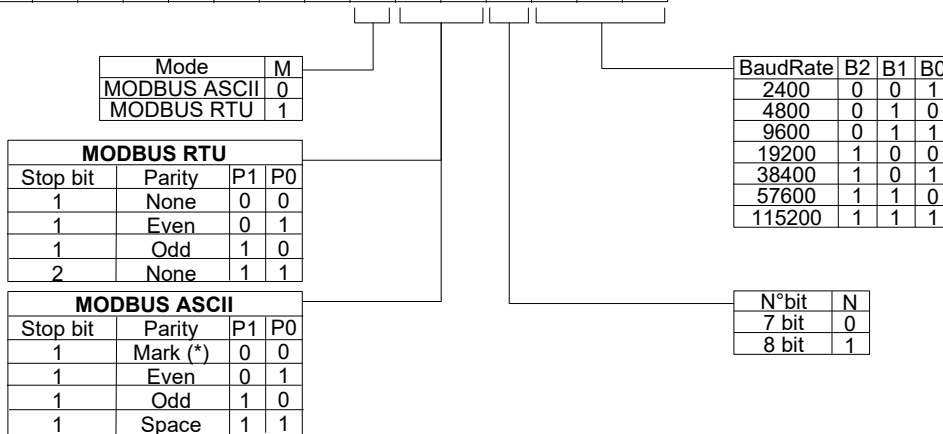 Mode M
MODBUS ASCII 0
MODBUS RTU 1
MODBUS RTU
Stop bit Parity P1 P0
1 None 0 0
1 Even 0 1
1 Odd 1 0
2 None 1 1
MODBUS ASCII
Stop bit Parity P1 P0
1 Mark (*) 0 0
1 Even 0 1
1 Odd 1 0
1 Space 1 1
BaudRate B2 B1 B0
2400 0 0 1
4800 0 1 0
9600 0 1 1
19200 1 0 0
38400 1 0 1
57600 1 1 0
115200 1 1 1
N°bit N
7 bit 0
8 bit 1